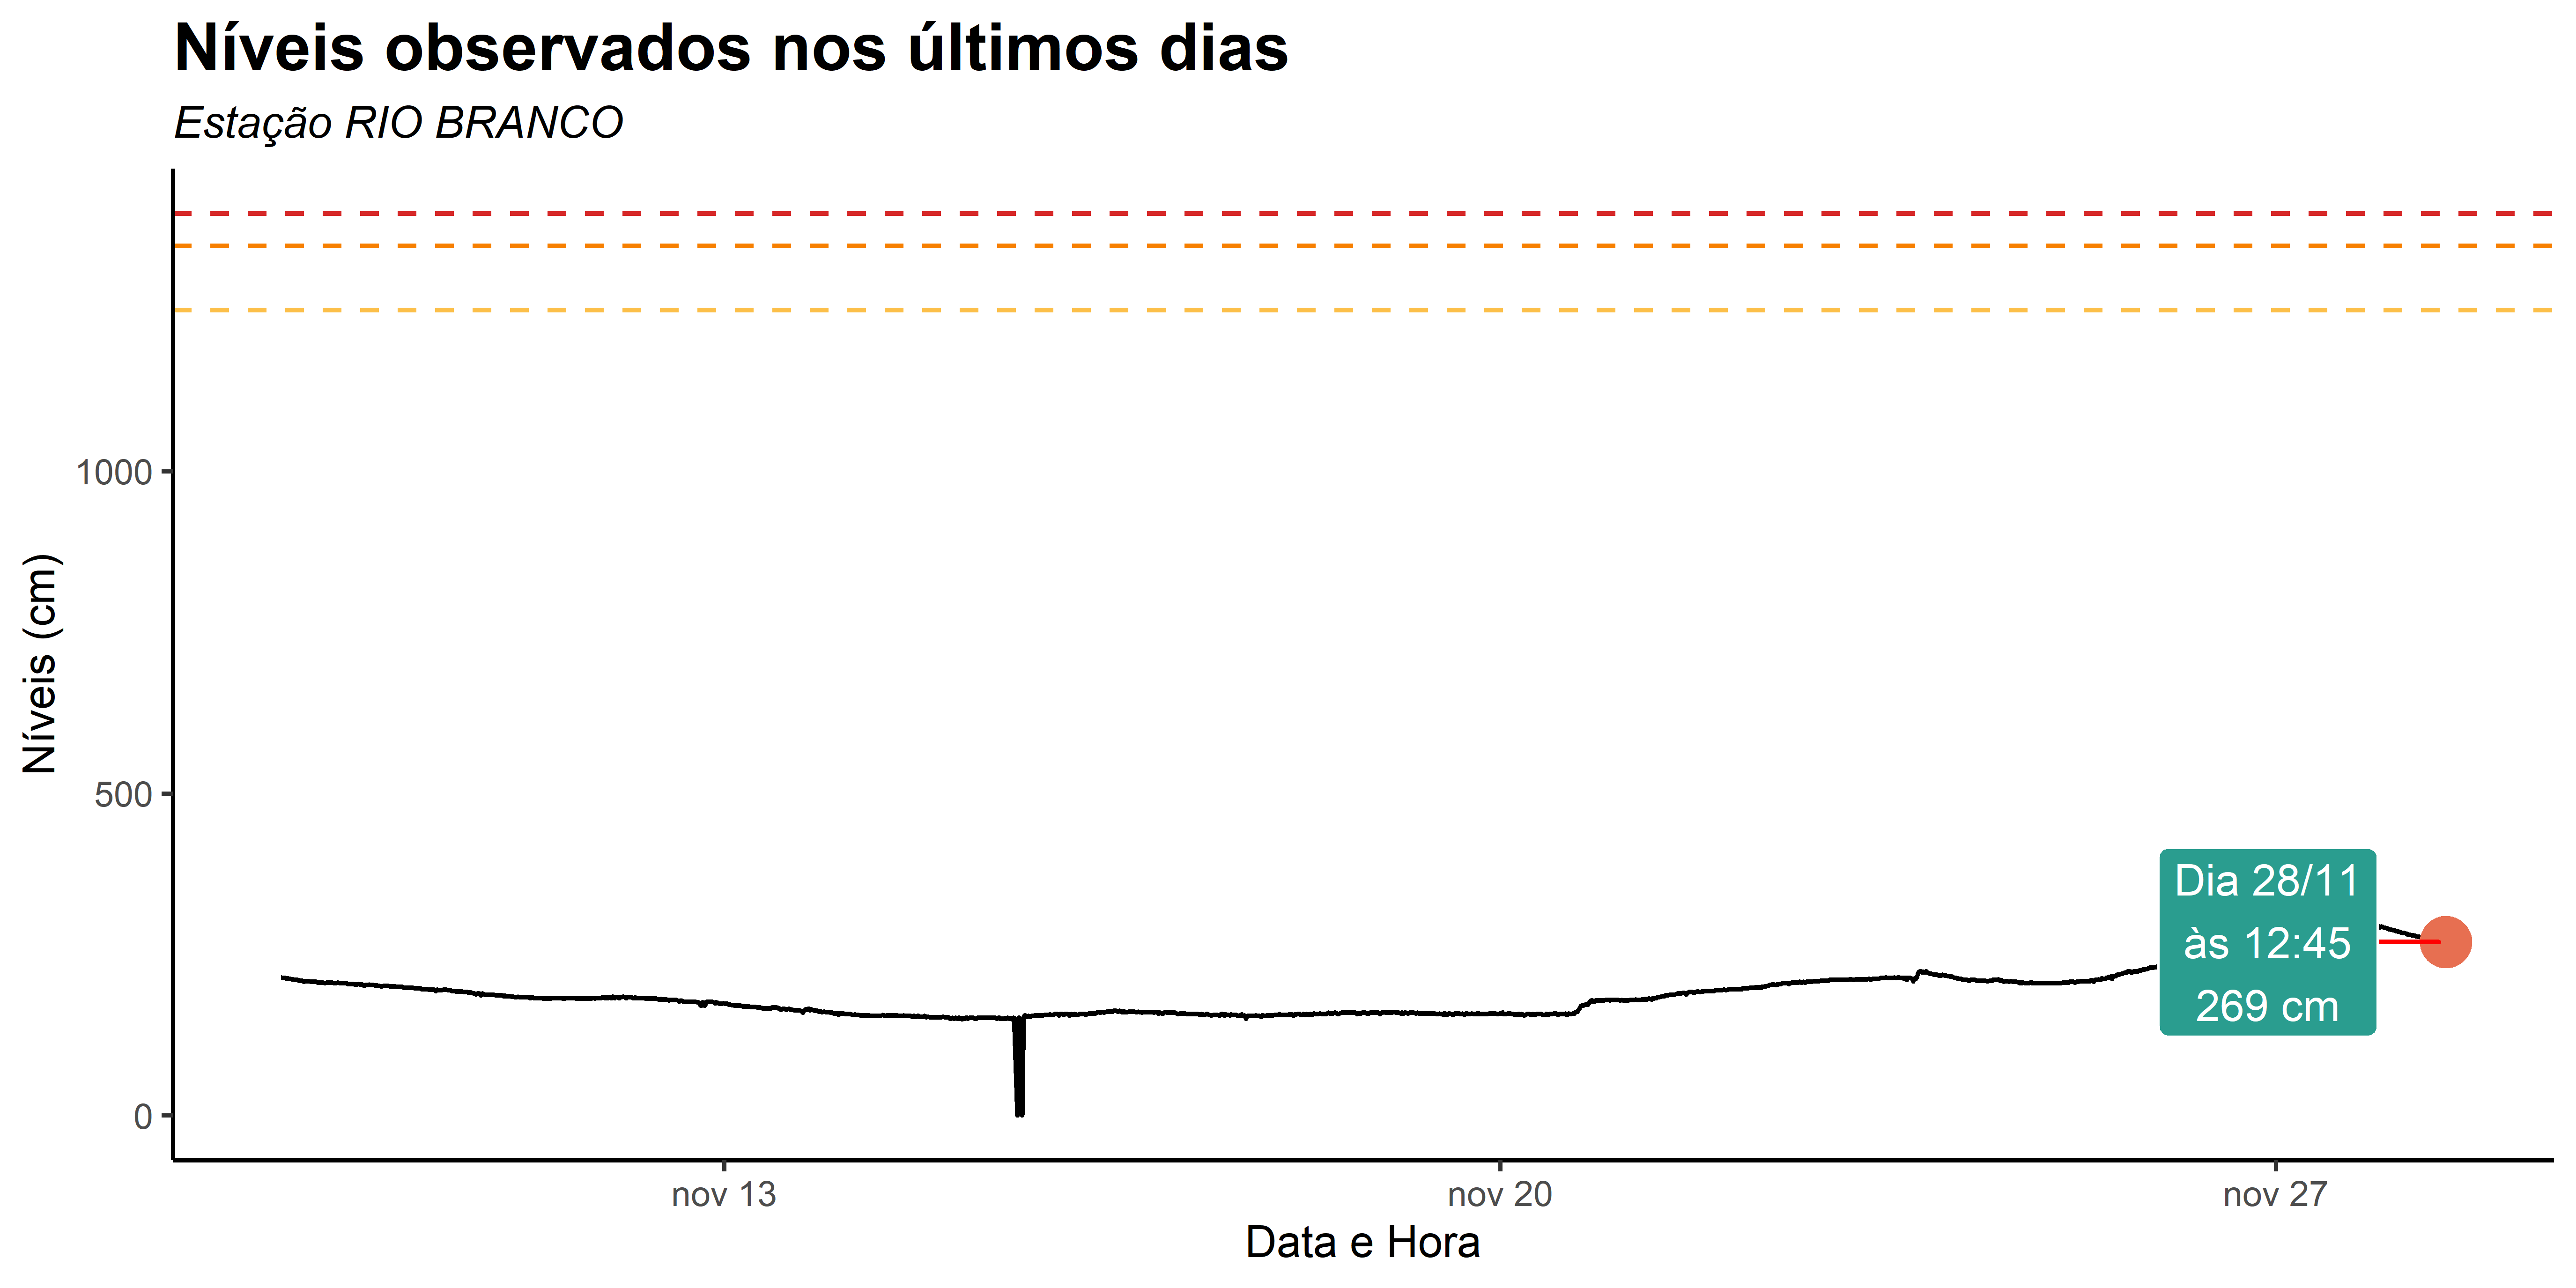 Níveis observados nos últimos dias
Estação RIO BRANCO
Níveis (cm)
1000
500
0
Dia 28/11
às 12:45
269 cm
nov 13
nov 20
nov 27
Data e Hora